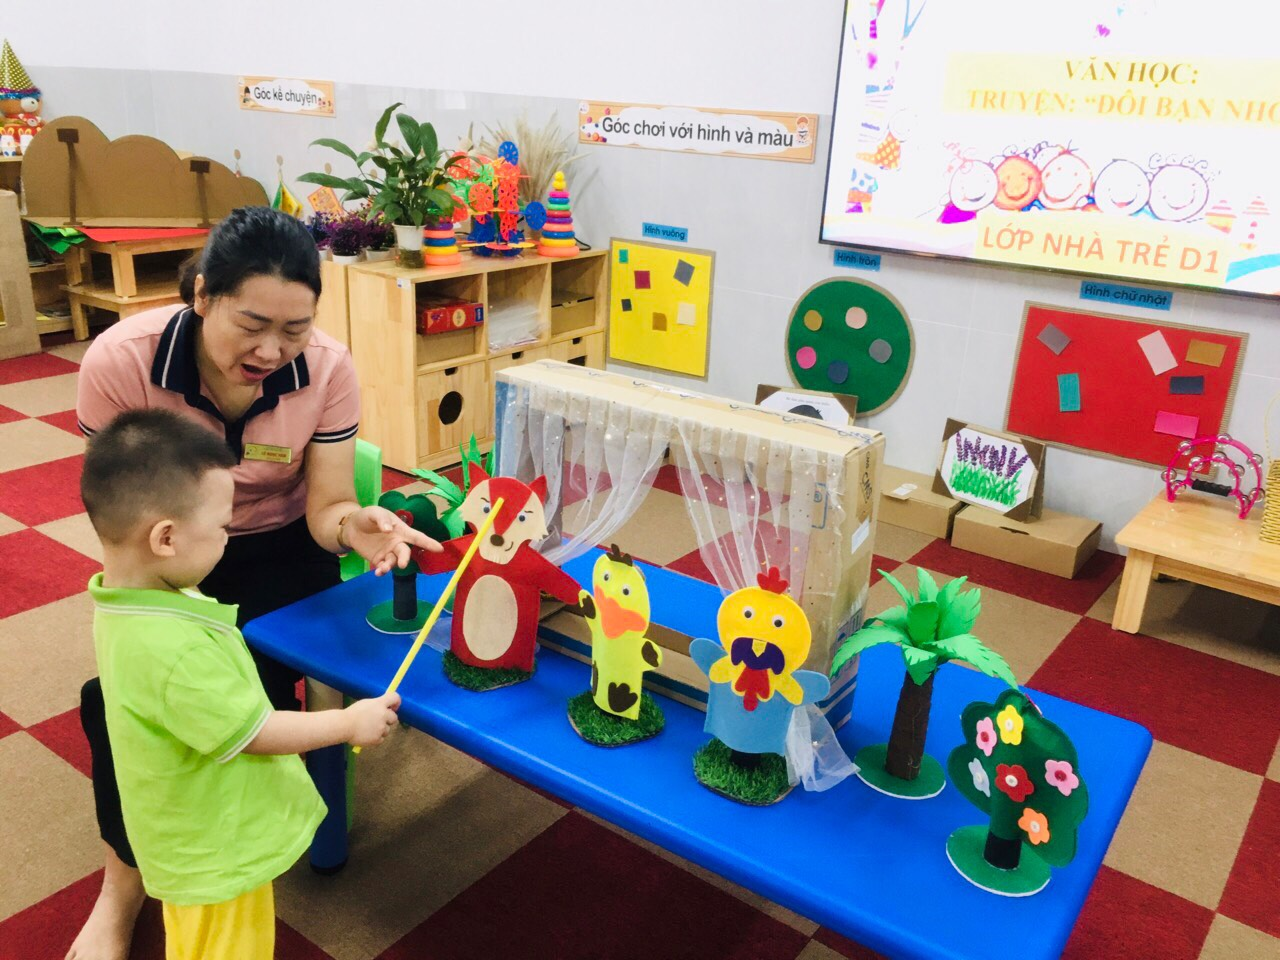 VĂN HỌC:
TRUYỆN: “ĐÔI BẠN NHỎ
LỚP NHÀ TRẺ D1
Góc kể chuyện
Góc chơi với hình và màu
Hình vuông
Hình tròn
Hình chữ nhật